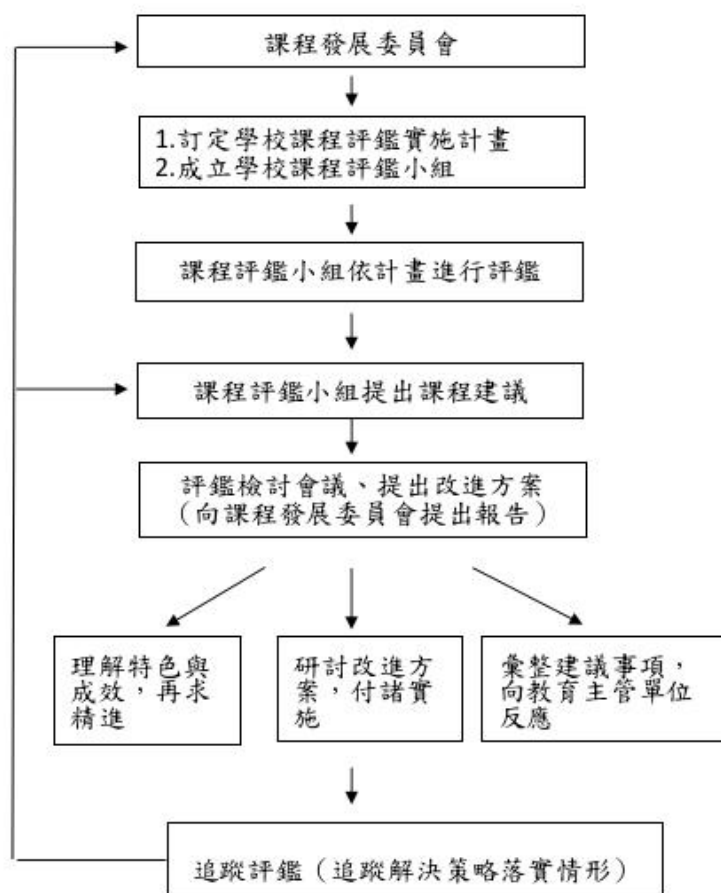 課程發展委員會
1.訂定學校課程評鑑實施計畫
2.成立學校課程評鑑小組
課程評鑑小組依計畫進行評鑑
課程評鑑小組提出課程建議
評鑑檢討會議、提出改進方案
（向課程發展委員會提出報告）
理解特色與
成效，再求
精進
研討改進方
案，付諸實
施
彙整建議事項，
向教育主管單位
反應
追蹤評鑑（追蹤解決策略落實情形）